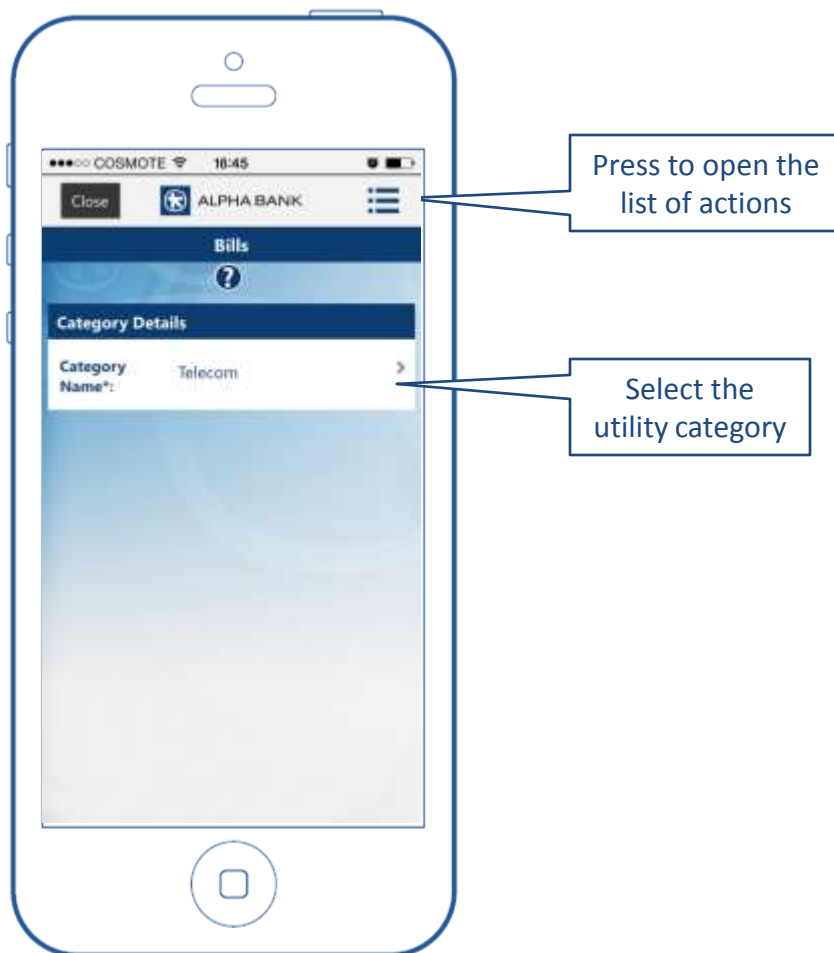 COSMOTE 16:45
Close ALPHA BANK
Press to open the
list of actions
Bills
?
Category Details
Category
Name*:
Telecom
Select the
utility category